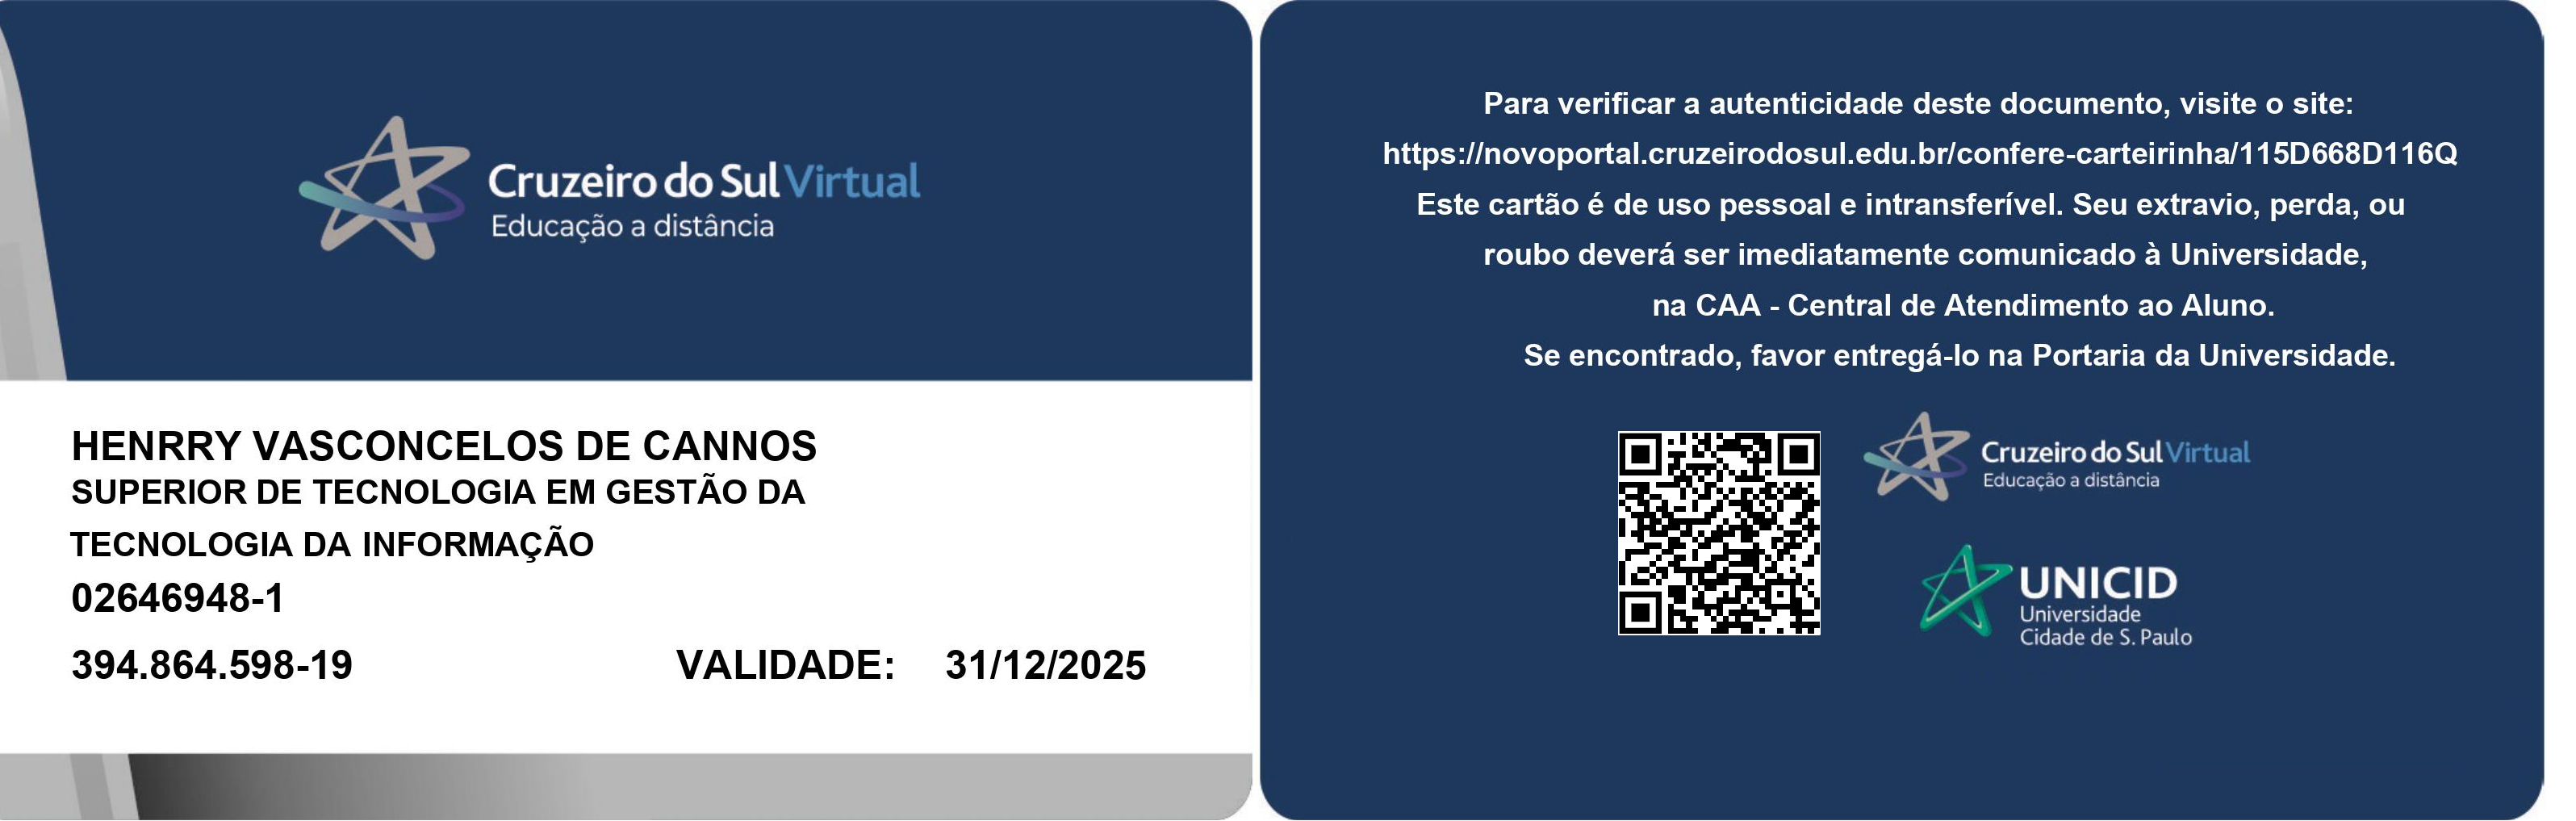 Cruzeiro do Sul Virtual
Educação a distância
HENRRY VASCONCELOS DE CANNOS
SUPERIOR DE TECNOLOGIA EM GESTÃO DA
TECNOLOGIA DA INFORMAÇÃO
02646948-1
394.864.598-19 VALIDADE: 31/12/2025
Para verificar a autenticidade deste documento, visite o site:
https://novoportal.cruzeirodosul.edu.br/confere-carteirinha/115D668D116Q
Este cartão é de uso pessoal e intransferível. Seu extravio, perda, ou
roubo deverá ser imediatamente comunicado à Universidade,
na CAA - Central de Atendimento ao Aluno.
Se encontrado, favor entregá-lo na Portaria da Universidade.
Cruzeiro do Sul Virtual
Educação a distância
UNICID
Universidade
Cidade de S. Paulo